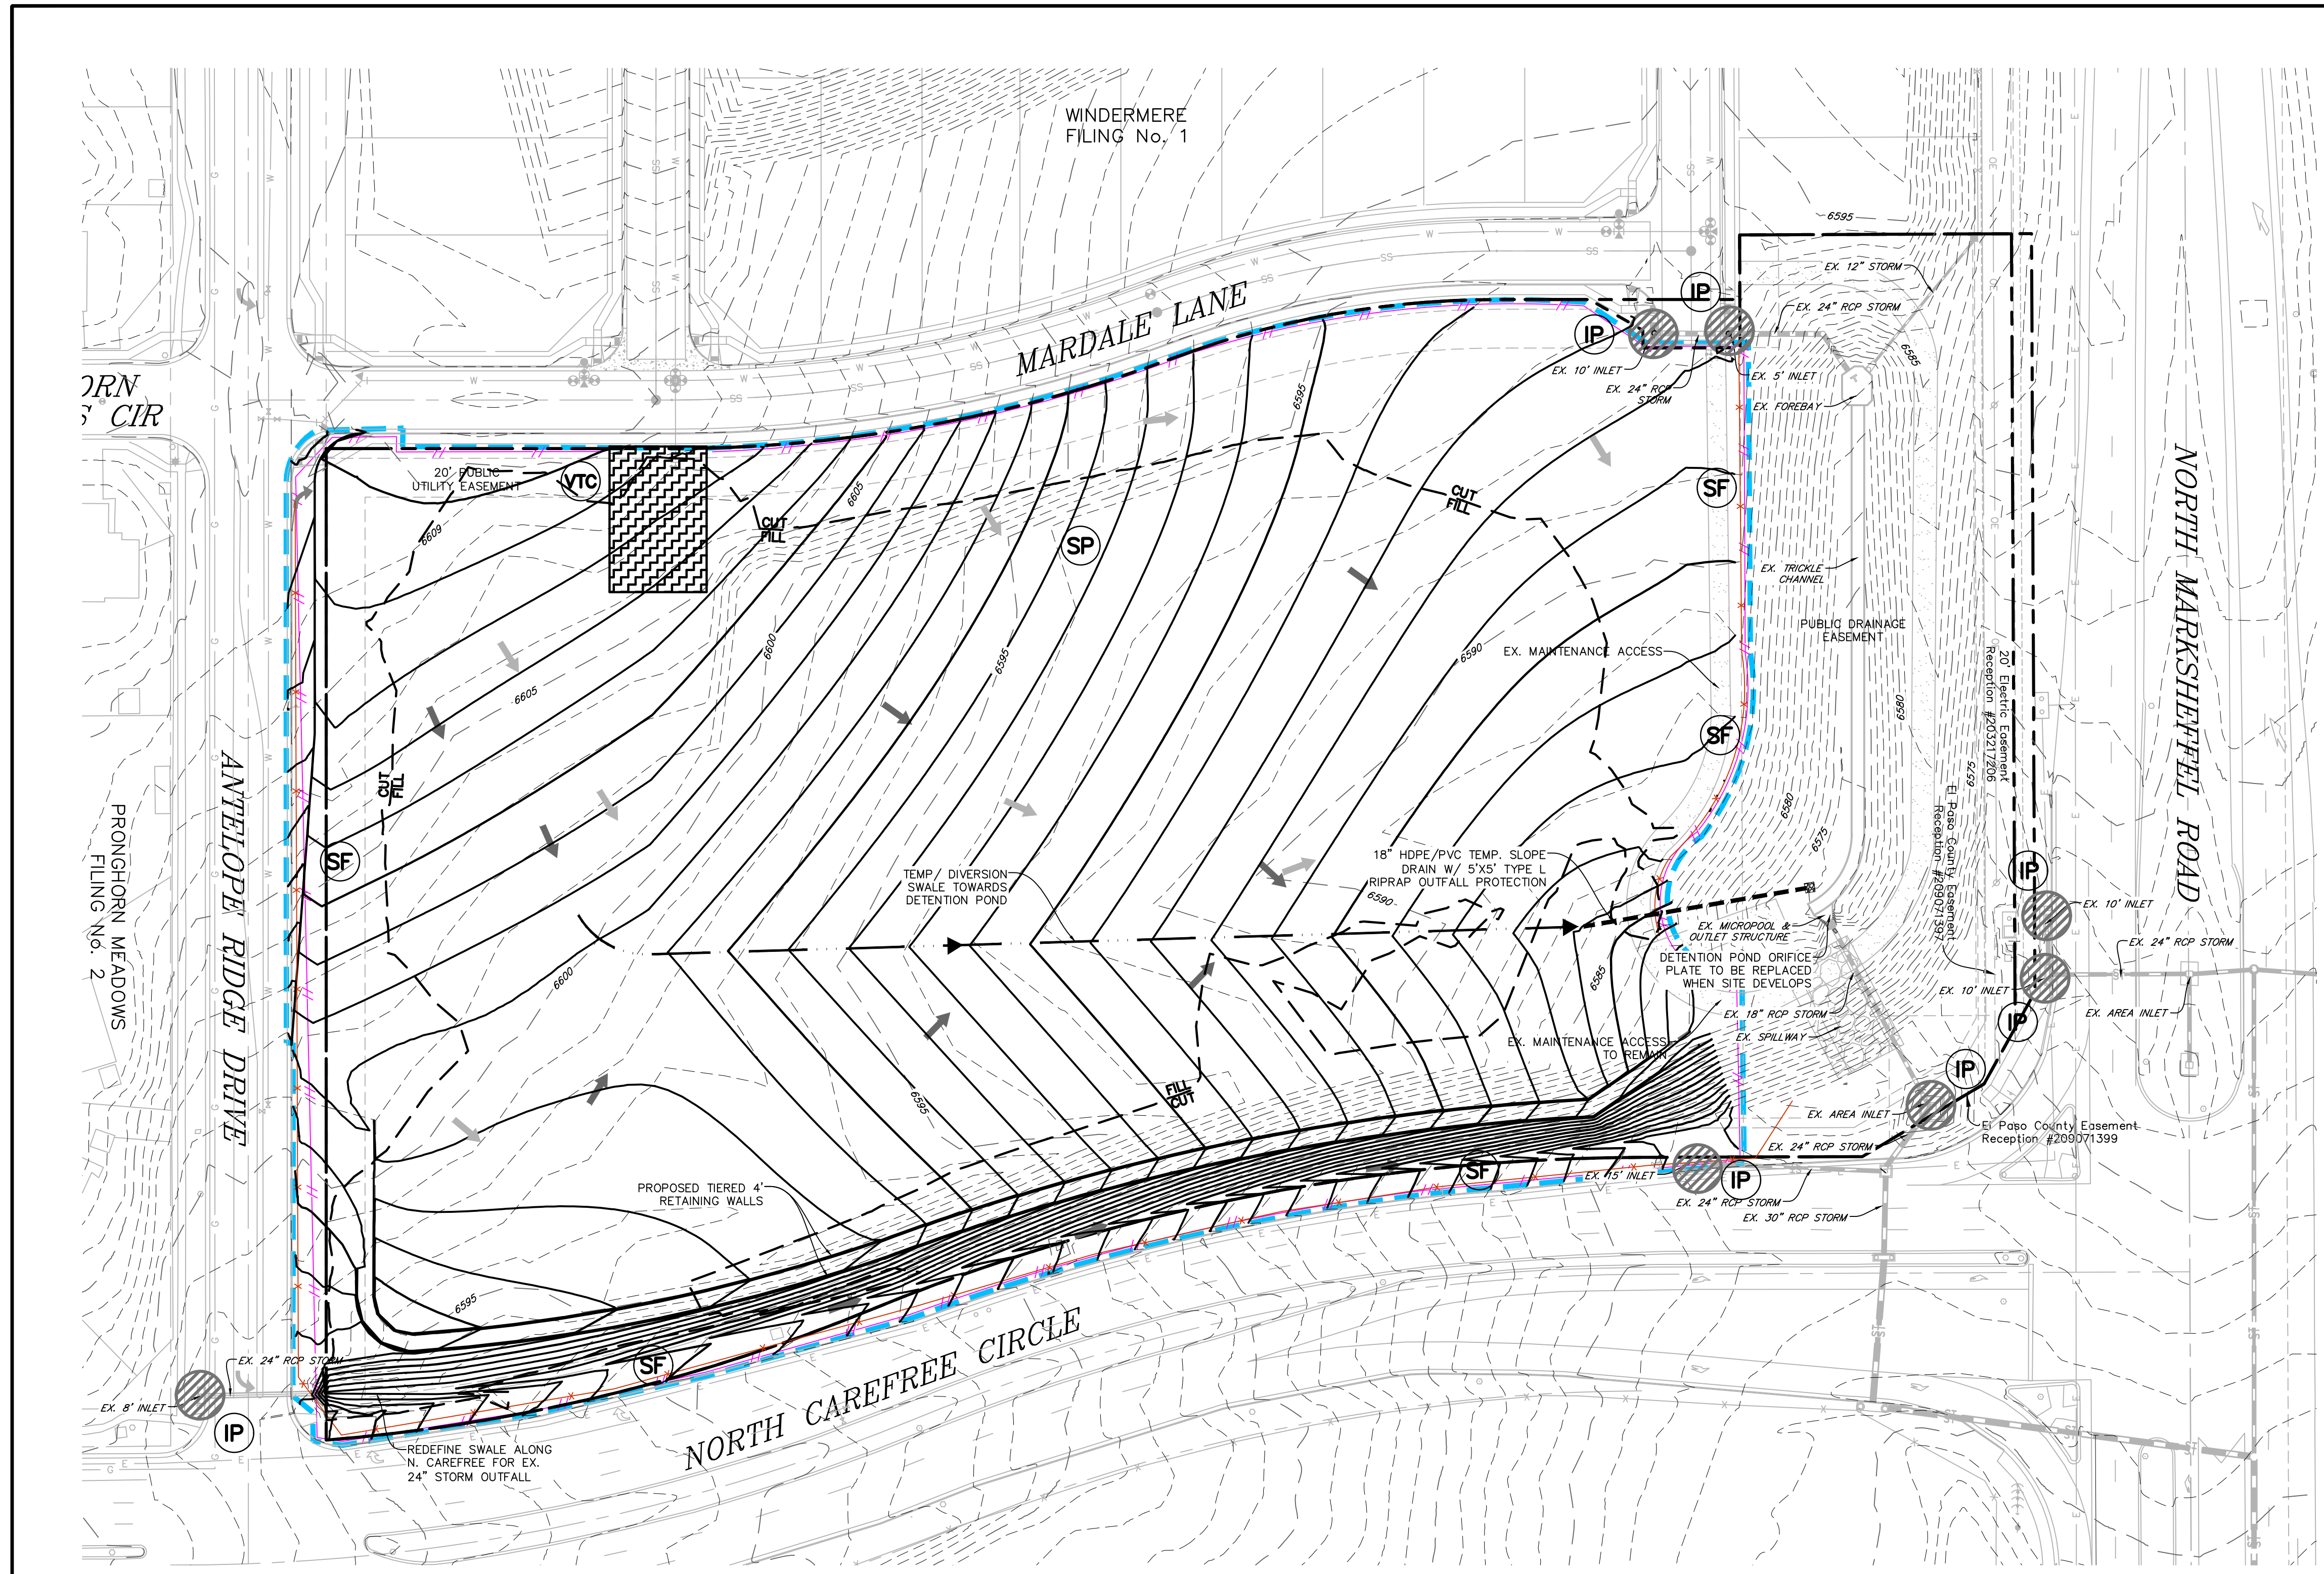 WINDERMERE
FILING No. 1
6595
EX. 12" STORM
IP
EX. 24" RCP STORM
IP
MARDALE LANE
6585
EX. 10' INLET
EX. 5' INLET
EX. 24" RCP
STORM
EX. FOREBAY
ORN
S CIR
6595
20' PUBLIC
UTILITY EASEMENT
VTC
6605
CUT
FILL
CUT
FILL
SF
6609
SP
EX. TRICKLE
CHANNEL
NORTH MARKSHEFFEL ROAD
PUBLIC DRAINAGE
EASEMENT
6600
6595
6590
EX. MAINTENANCE ACCESS
6605
6580
20' Electric Easement
Reception #203217206
SF
6575
CUT
FILL
6580
6575
El Paso County Easement
Reception #209071397
ANTELOPE RIDGE DRIVE
PRONGHORN MEADOWS
FILING No. 2
SF
TEMP/ DIVERSION
SWALE TOWARDS
DETENTION POND
18" HDPE/PVC TEMP. SLOPE
DRAIN W/ 5'X5' TYPE L
RIPRAP OUTFALL PROTECTION
6590
IP
EX. 10' INLET
EX. MICROPOOL &
OUTLET STRUCTURE
EX. 24" RCP STORM
DETENTION POND ORIFICE
PLATE TO BE REPLACED
WHEN SITE DEVELOPS
6600
6585
EX. 10' INLET
EX. 18" RCP STORM
EX. AREA INLET
IP
EX. SPILLWAY
EX. MAINTENANCE ACCESS
TO REMAIN
IP
FILL
CUT
6595
EX. AREA INLET
El Paso County Easement
Reception #209071399
EX. 24" RCP STORM
SF
EX. 15' INLET
IP
PROPOSED TIERED 4'
RETAINING WALLS
EX. 24" RCP STORM
EX. 30" RCP STORM
6595
NORTH CAREFREE CIRCLE
EX. 24" RCP STORM
SF
EX. 8' INLET
IP
REDEFINE SWALE ALONG
N. CAREFREE FOR EX.
24" STORM OUTFALL